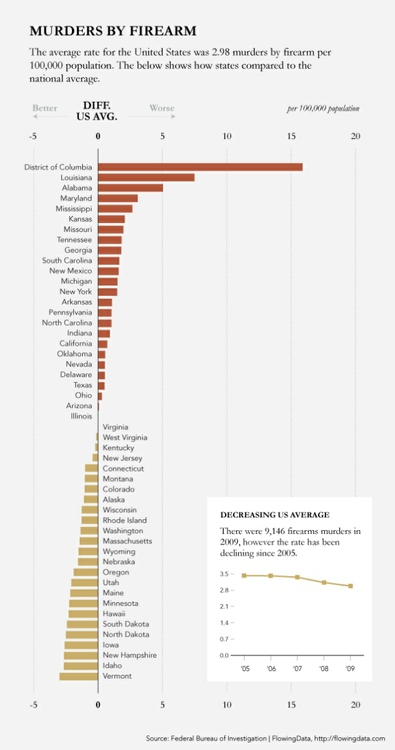 MURDERS BY FIREARM
The average rate for the United States was 2.98 murders by firearm per
100,000 population. The below shows how states compared to the
national average.
Better DIFF. US AVG. Worse per 100,000 population
-5 0 5 10 15 20
District of Columbia
Louisiana
Alabama
Maryland
Mississippi
Kansas
Missouri
Tennessee
Georgia
South Carolina
New Mexico
Michigan
New York
Arkansas
Pennsylvania
North Carolina
Indiana
California
Oklahoma
Nevada
Delaware
Texas
Ohio
Arizona
Illinois
Virginia
West Virginia
Kentucky
New Jersey
Connecticut
Montana
Colorado
Alaska
Wisconsin
Rhode Island
Washington
Massachusetts
Wyoming
Nebraska
Oregon
Utah
Maine
Minnesota
Hawaii
South Dakota
North Dakota
Iowa
New Hampshire
Idaho
Vermont
DECREASING US AVERAGE
There were 9,146 firearms murders in
2009, however the rate has been
declining since 2005.
3.5
2.8
2.1
1.4
0.7
0.0
'05 '06 '07 '08 '09
-5 0 5 10 15 20
Source: Federal Bureau of Investigation | FlowingData, http://flowingdata.com